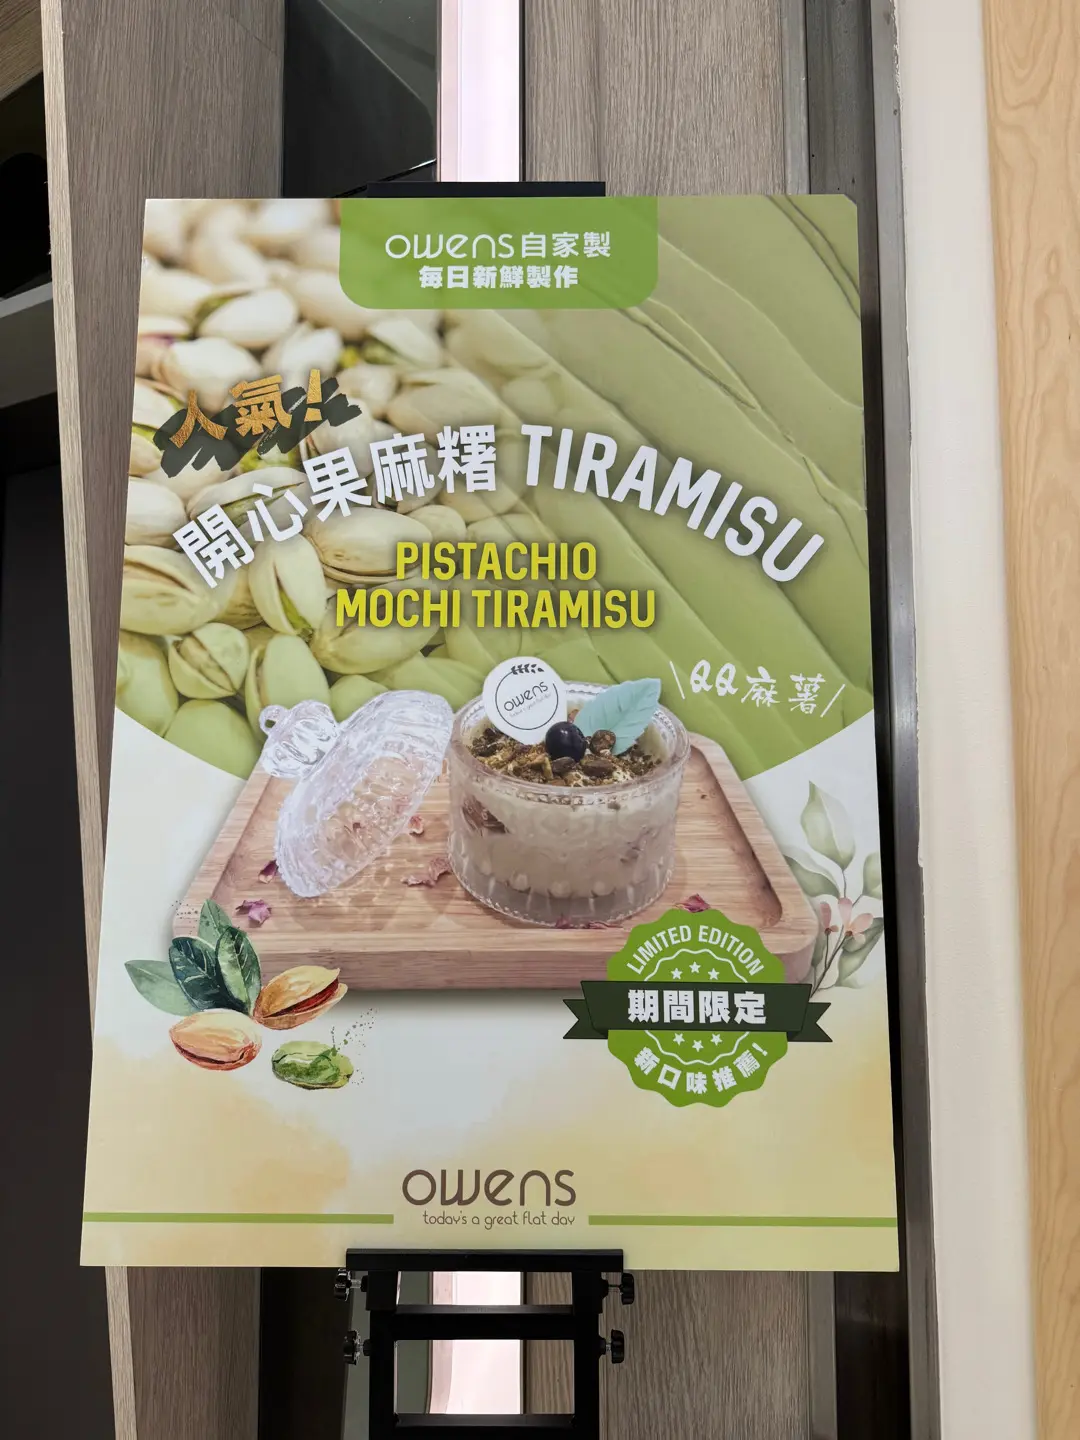 owens自家製
每日新鮮製作
人氣!
開心果麻糬 TIRAMISU
PISTACHIO
MOCHI TIRAMISU
\QQ麻薯/
owens
LIMITED EDITION
期間限定
新口味推薦!
owens
today's a great flat day